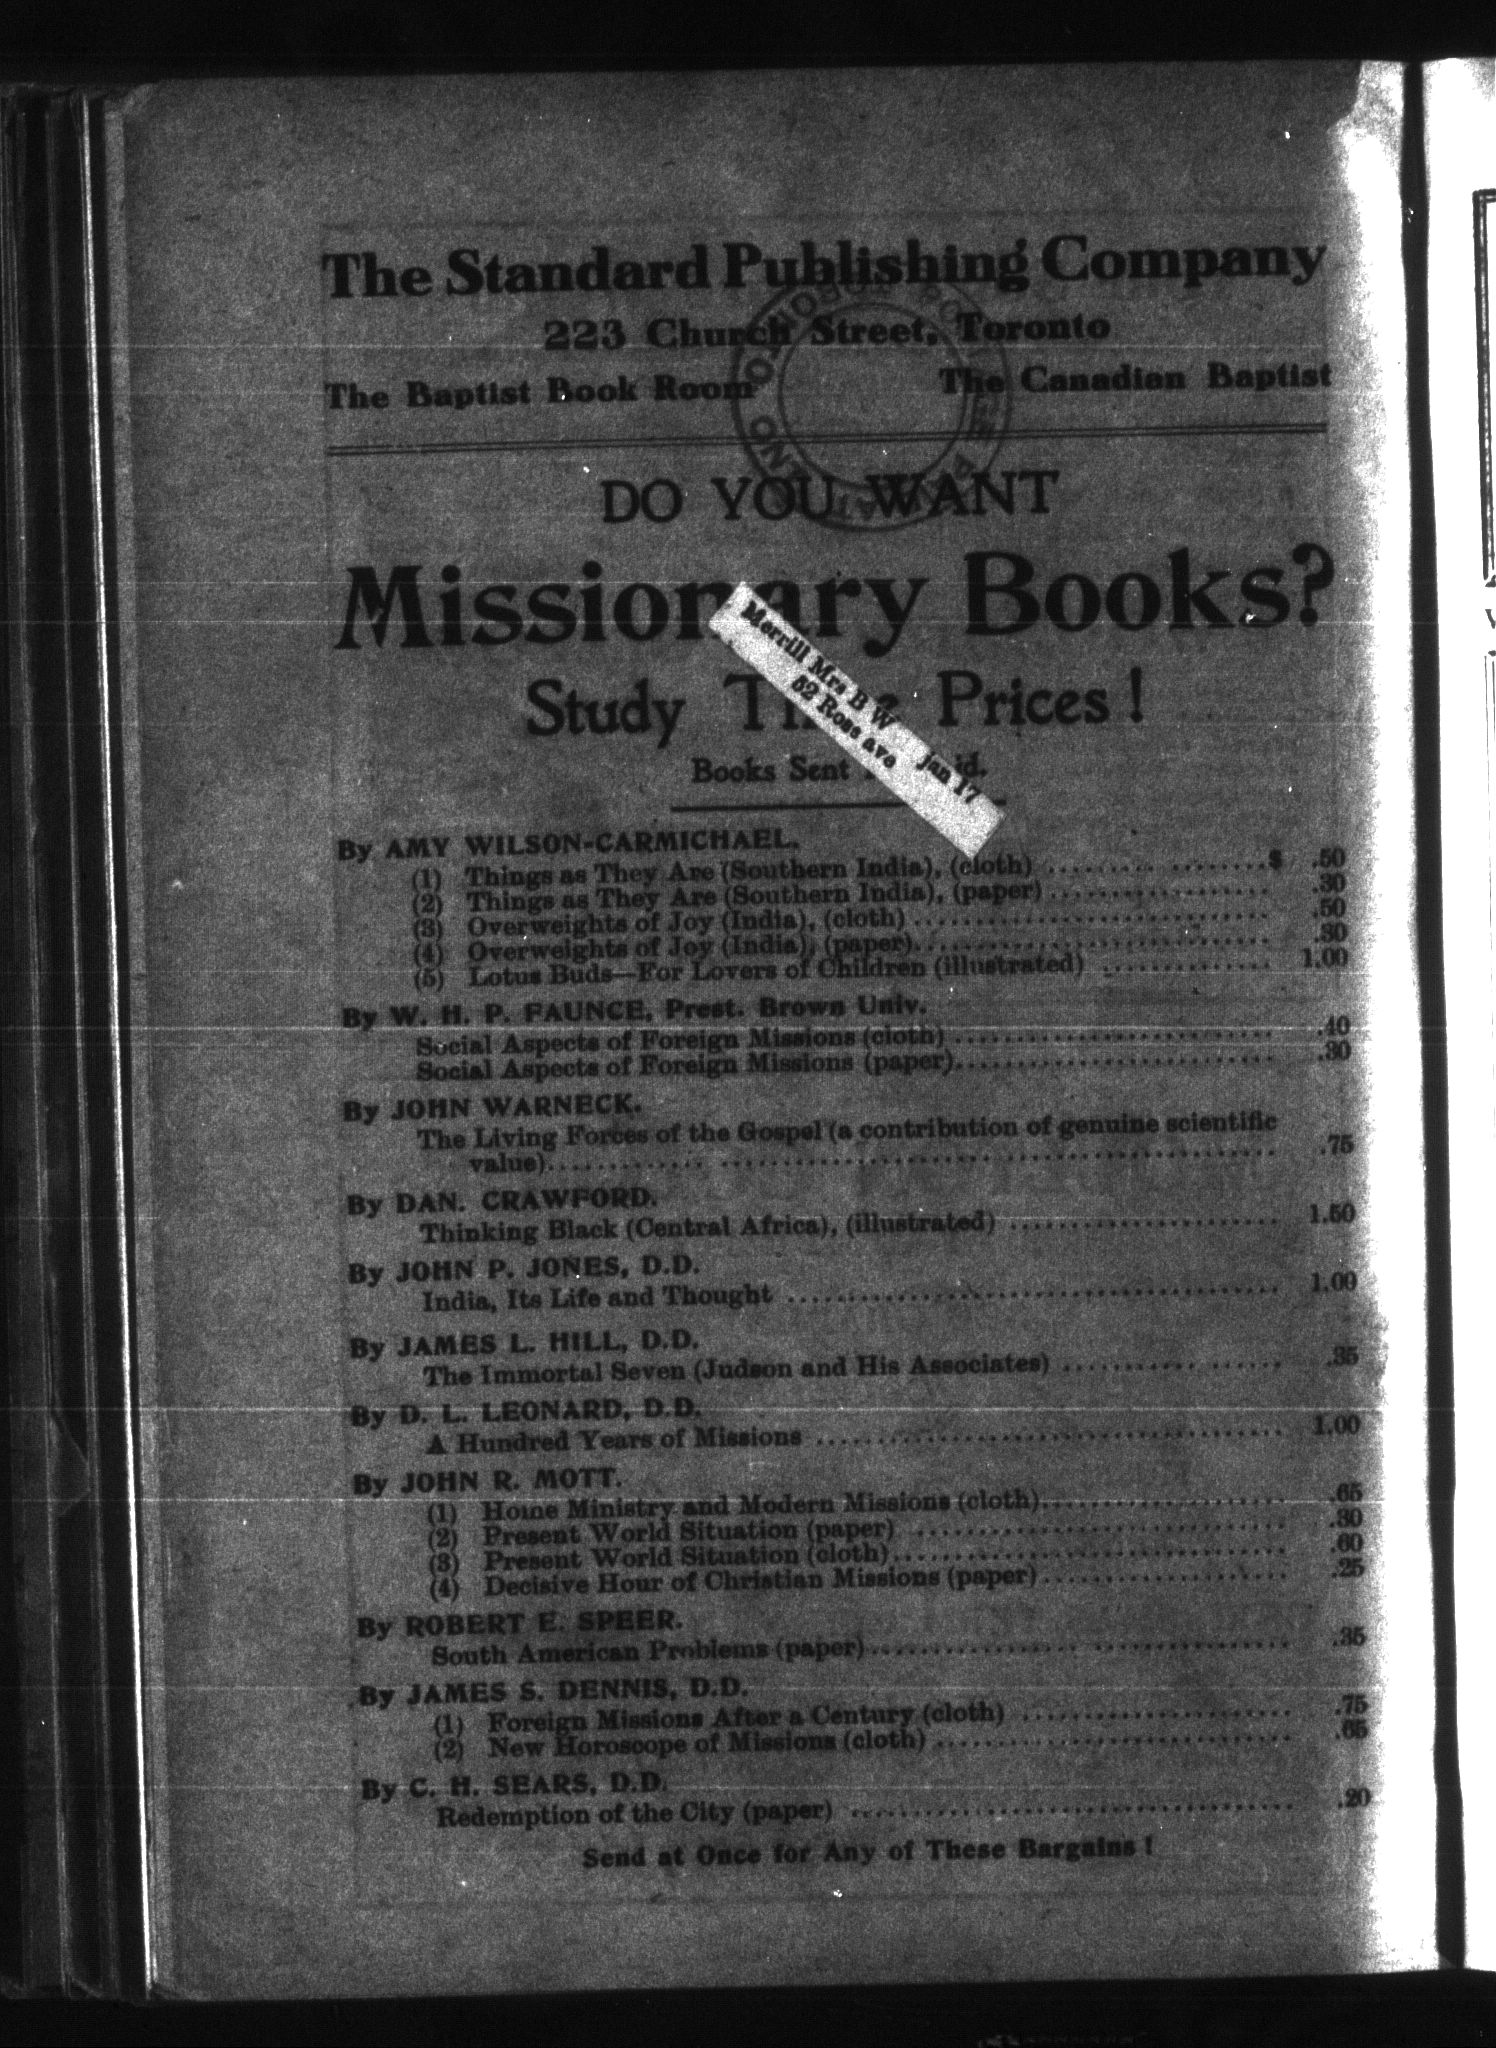 The Standard Publishing Company
223 Church Street, Toronto
The Baptist Book Room The Canadian Baptist
DO YOU WANT
Missionary Books?
Study Prices!
Books Sent
Merrill Mrs B W
52 Rose ave Jan 17
By AMY WILSON-CARMICHAEL.
(1) Things as They Are (Southern India), (cloth) .................... $ .50
(2) Things as They Are (Southern India), (paper) .................... .30
(3) Overweights of Joy (India), (cloth) .................... .50
(4) Overweights of Joy (India), (paper) .................... .30
(5) Lotus Buds—For Lovers of Children (illustrated) .................... 1.00
By W. H. P. FAUNCE, Prest. Brown Univ.
Social Aspects of Foreign Missions (cloth) .................... .40
Social Aspects of Foreign Missions (paper) .................... .30
By JOHN WARNECK.
The Living Forces of the Gospel (a contribution of genuine scientific
value) .................... .75
By DAN. CRAWFORD.
Thinking Black (Central Africa), (illustrated) .................... 1.50
By JOHN P. JONES, D.D.
India, Its Life and Thought .................... 1.00
By JAMES L. HILL, D.D.
The Immortal Seven (Judson and His Associates) .................... .35
By D. L. LEONARD, D.D.
A Hundred Years of Missions .................... 1.00
By JOHN R. MOTT.
(1) Home Ministry and Modern Missions (cloth) .................... .65
(2) Present World Situation (paper) .................... .30
(3) Present World Situation (cloth) .................... .60
(4) Decisive Hour of Christian Missions (paper) .................... .25
By ROBERT E. SPEER.
South American Problems (paper) .................... .35
By JAMES S. DENNIS, D.D.
(1) Foreign Missions After a Century (cloth) .................... .75
(2) New Horoscope of Missions (cloth) .................... .65
By C. H. SEARS, D.D.
Redemption of the City (paper) .................... .20
Send at Once for Any of These Bargains!